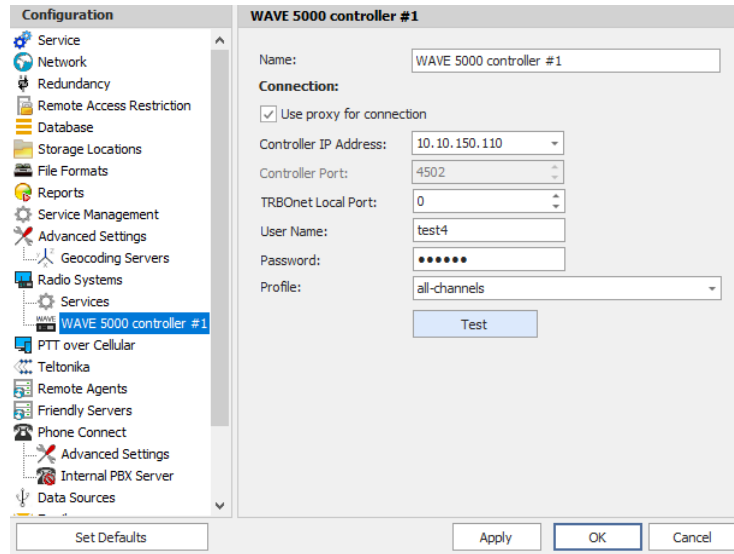 Configuration
Service
Network
Redundancy
Remote Access Restriction
Database
Storage Locations
File Formats
Reports
Service Management
Advanced Settings
Geocoding Servers
Radio Systems
Services
WAVE WAVE 5000 controller #1
PTT over Cellular
Teltonika
Remote Agents
Friendly Servers
Phone Connect
Advanced Settings
Internal PBX Server
Data Sources
Set Defaults
WAVE 5000 controller #1
Name: WAVE 5000 controller #1
Connection:
Use proxy for connection
Controller IP Address: 10.10.150.110
Controller Port: 4502
TRBOnet Local Port: 0
User Name: test4
Password: ●●●●●●
Profile: all-channels
Test
Apply OK Cancel